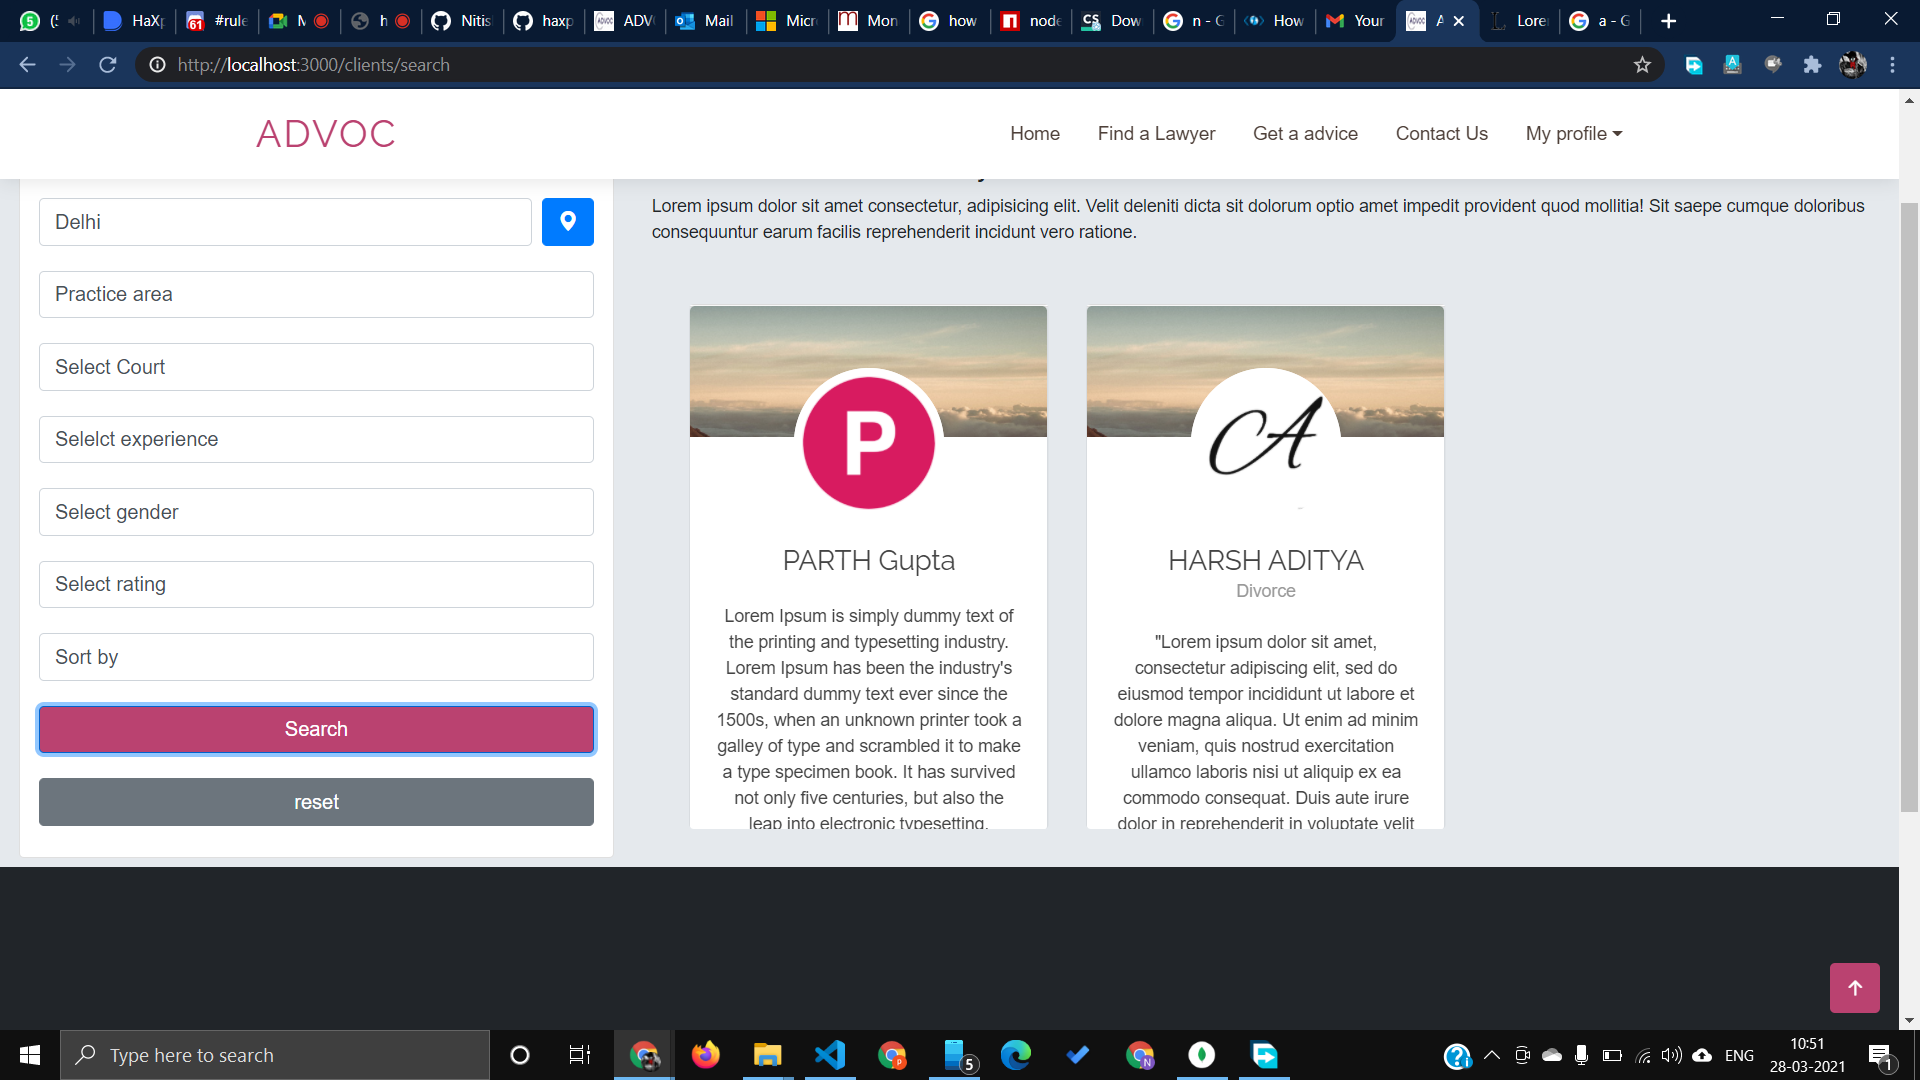 (5
HaXp
#rule
M
h
Nitis
haxp
ADV
Mail
Micr
Mon
how
node
Dow
n - G
How
Your
A
Lore
a - G
http://localhost:3000/clients/search
ADVOC
Home
Find a Lawyer
Get a advice
Contact Us
My profile
Delhi
Practice area
Select Court
Selelct experience
Select gender
Select rating
Sort by
Search
reset
Lorem ipsum dolor sit amet consectetur, adipisicing elit. Velit deleniti dicta sit dolorum optio amet impedit provident quod mollitia! Sit saepe cumque doloribus
consequuntur earum facilis reprehenderit incidunt vero ratione.
P
PARTH Gupta
Lorem Ipsum is simply dummy text of
the printing and typesetting industry.
Lorem Ipsum has been the industry's
standard dummy text ever since the
1500s, when an unknown printer took a
galley of type and scrambled it to make
a type specimen book. It has survived
not only five centuries, but also the
leap into electronic typesetting,
A
HARSH ADITYA
Divorce
"Lorem ipsum dolor sit amet,
consectetur adipiscing elit, sed do
eiusmod tempor incididunt ut labore et
dolore magna aliqua. Ut enim ad minim
veniam, quis nostrud exercitation
ullamco laboris nisi ut aliquip ex ea
commodo consequat. Duis aute irure
dolor in reprehenderit in voluptate velit
Type here to search
5
ENG
10:51
28-03-2021
1